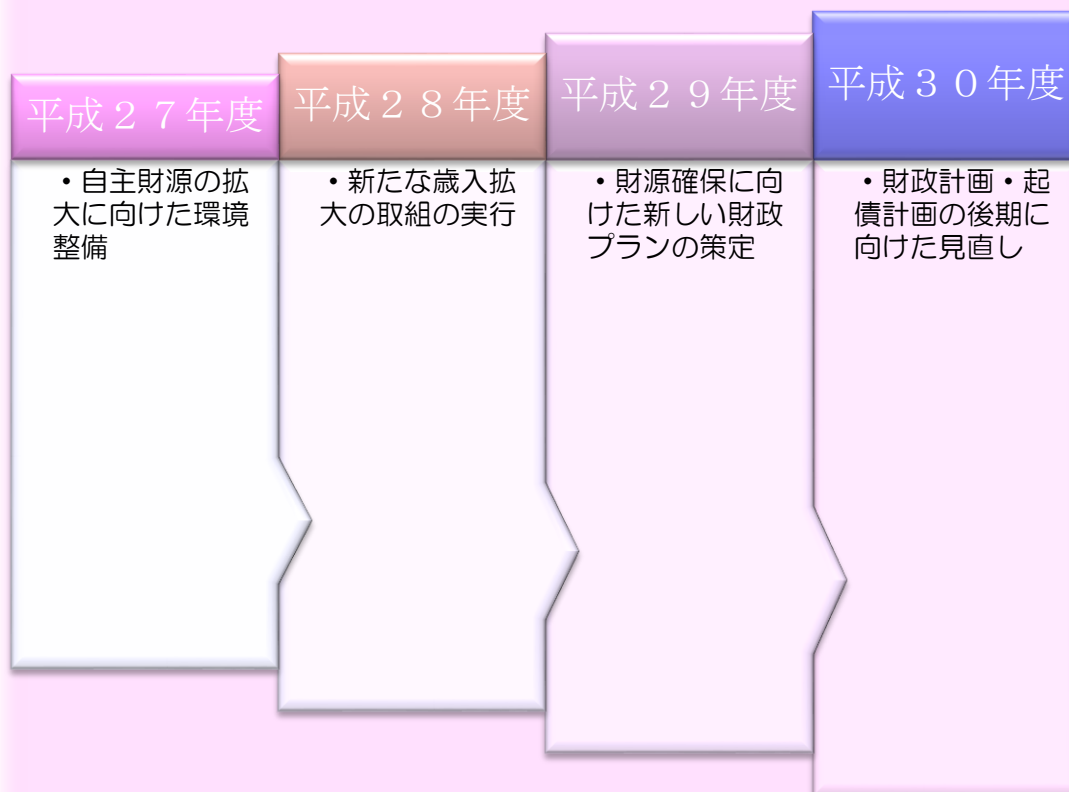 平成２７年度
・自主財源の拡
大に向けた環境
整備
平成２８年度
・新たな歳入拡
大の取組の実行
平成２９年度
・財源確保に向
けた新しい財政
プランの策定
平成３０年度
・財政計画・起
債計画の後期に
向けた見直し